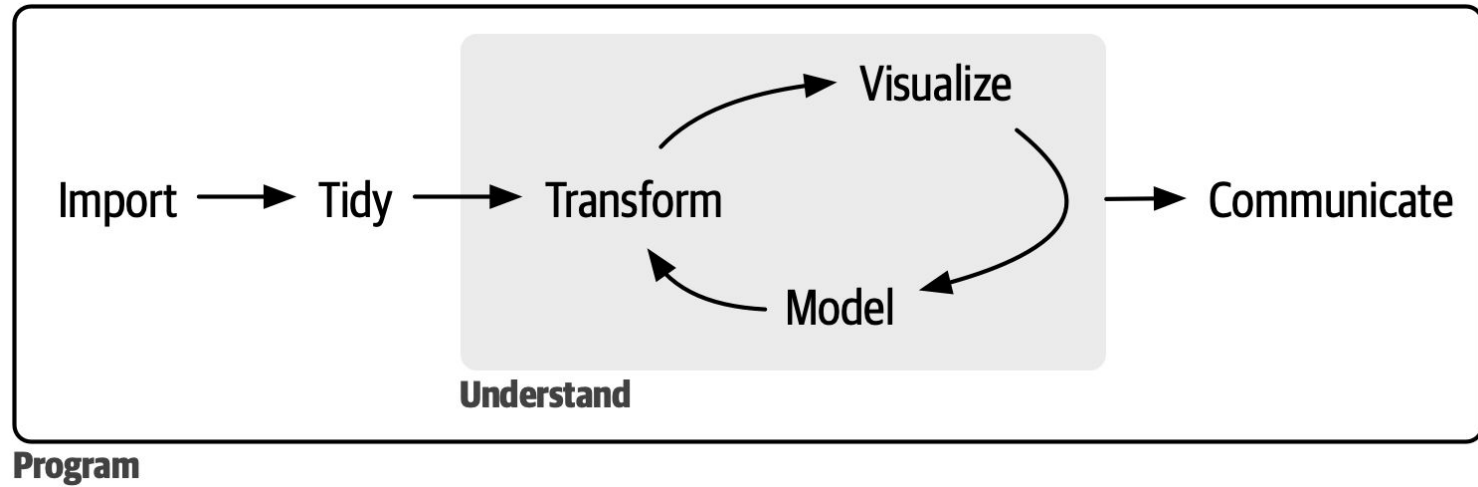 Visualize
Import
Tidy
Transform
Communicate
Model
Understand
Program